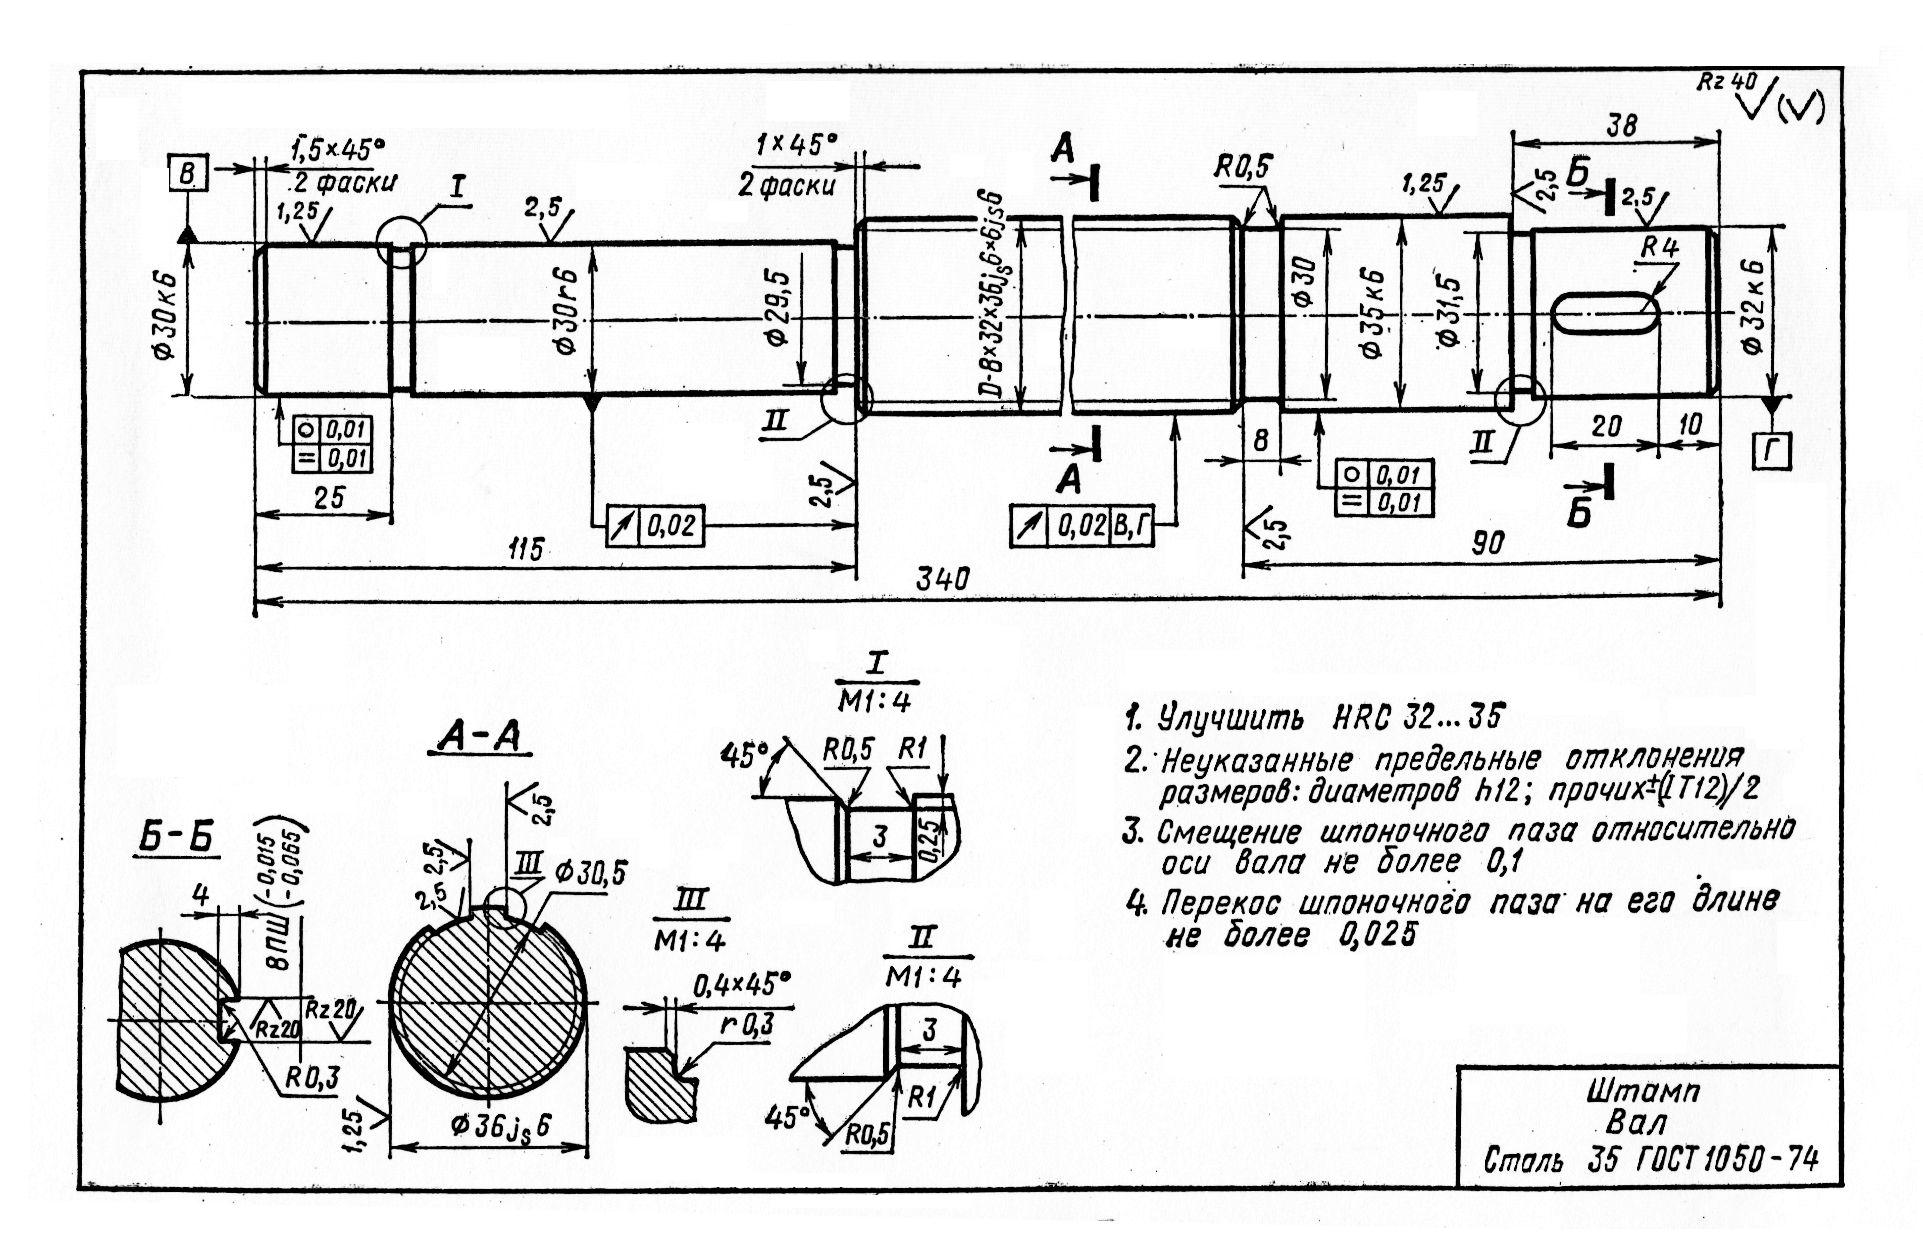 Rz 40
38
1,5×45°
2 фаски
В
I
1,25
2,5
1×45°
2 фаски
А
R0,5
1,25
2,5
Б
2,5
R4
Ф30к6
Ф30r6
Ф29,5
D-8×32×36js6×6js6
Ф30
Ф35к6
Ф31,5
Ф32к6
II
8
II
20
10
Г
О 0,01
= 0,01
25
2,5
А
О 0,01
= 0,01
Б
0,02
0,02 В,Г
2,5
115
90
340
I
М1:4
45°
R0,5
R1
3
0,25
А-А
2,5
2,5
2,5
III
Ф30,5
1,25
Ф36js6
Б-Б
4
8ПШ(-0,015
-0,065)
Rz20
Rz20
R0,3
III
М1:4
0,4×45°
r0,3
II
М1:4
3
45°
R0,5
R1
1. Улучшить HRC 32...35
2. Неуказанные предельные отклонения
размеров: диаметров h12; прочих±(IT12)/2
3. Смещение шпоночного паза относительно
оси вала не более 0,1
4. Перекос шпоночного паза на его длине
не более 0,025
Штамп
Вал
Сталь 35 ГОСТ 1050-74